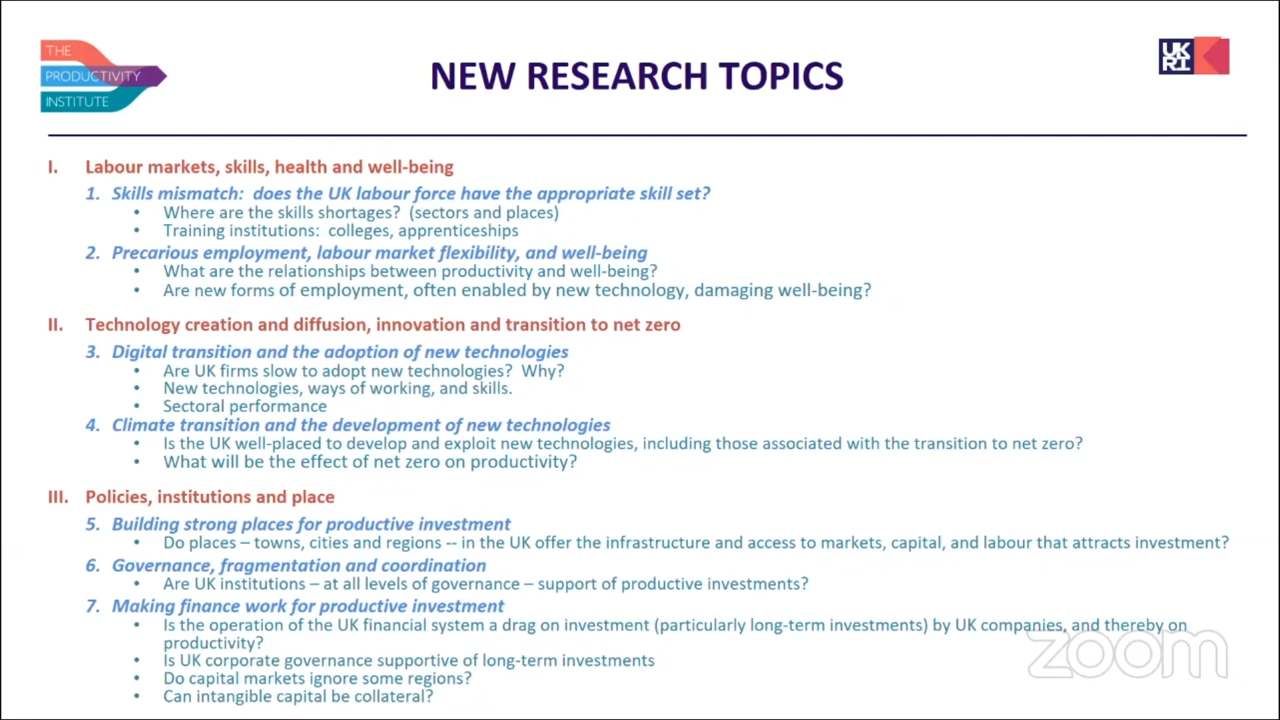 THE
PRODUCTIVITY
INSTITUTE
NEW RESEARCH TOPICS
UK
RI
I. Labour markets, skills, health and well-being
1. Skills mismatch: does the UK labour force have the appropriate skill set?
• Where are the skills shortages? (sectors and places)
• Training institutions: colleges, apprenticeships
2. Precarious employment, labour market flexibility, and well-being
• What are the relationships between productivity and well-being?
• Are new forms of employment, often enabled by new technology, damaging well-being?
II. Technology creation and diffusion, innovation and transition to net zero
3. Digital transition and the adoption of new technologies
• Are UK firms slow to adopt new technologies? Why?
• New technologies, ways of working, and skills.
• Sectoral performance
4. Climate transition and the development of new technologies
• Is the UK well-placed to develop and exploit new technologies, including those associated with the transition to net zero?
• What will be the effect of net zero on productivity?
III. Policies, institutions and place
5. Building strong places for productive investment
• Do places – towns, cities and regions -- in the UK offer the infrastructure and access to markets, capital, and labour that attracts investment?
6. Governance, fragmentation and coordination
• Are UK institutions – at all levels of governance – support of productive investments?
7. Making finance work for productive investment
• Is the operation of the UK financial system a drag on investment (particularly long-term investments) by UK companies, and thereby on
productivity?
• Is UK corporate governance supportive of long-term investments
• Do capital markets ignore some regions?
• Can intangible capital be collateral?
zoom